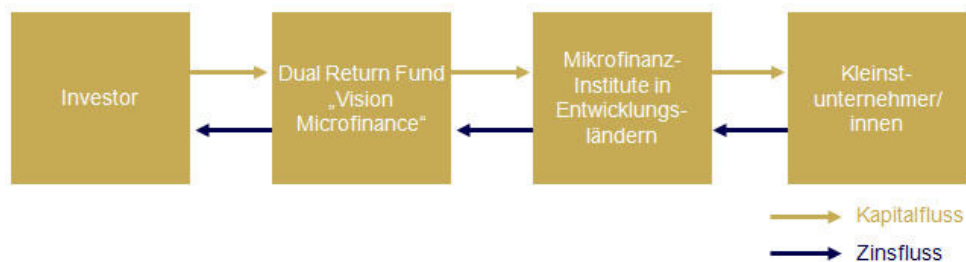 Investor
Dual Return Fund
„Vision
Microfinance“
Mikrofinanz-
Institute in
Entwicklungs-
ländern
Kleinst-
unternehmer/
innen
Kapitalfluss
Zinsfluss